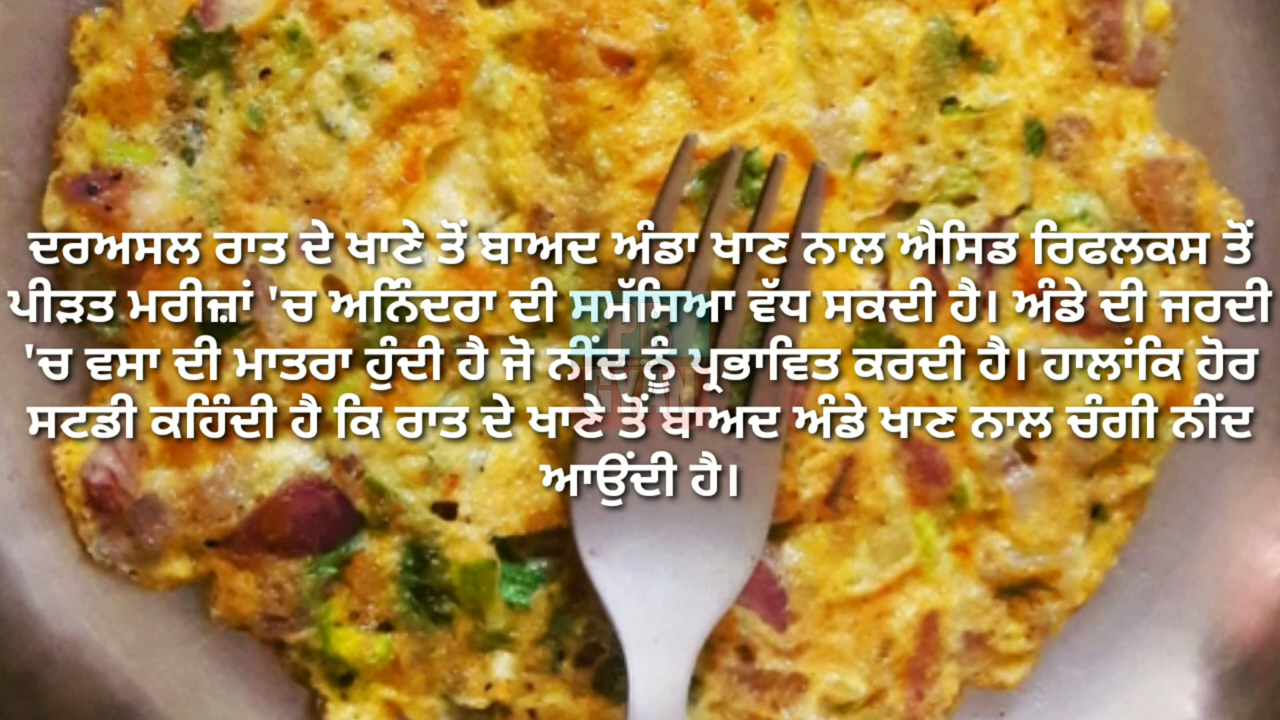 ਦਰਅਸਲ ਰਾਤ ਦੇ ਖਾਣੇ ਤੋਂ ਬਾਅਦ ਅੰਡਾ ਖਾਣ ਨਾਲ ਐਸਿਡ ਰਿਫਲਕਸ ਤੋਂ
ਪੀੜਤ ਮਰੀਜ਼ਾਂ 'ਚ ਅਨਿੰਦਰਾ ਦੀ ਸਮੱਸਿਆ ਵੱਧ ਸਕਦੀ ਹੈ। ਅੰਡੇ ਦੀ ਜਰਦੀ
'ਚ ਵਸਾ ਦੀ ਮਾਤਰਾ ਹੁੰਦੀ ਹੈ ਜੋ ਨੀਂਦ ਨੂੰ ਪ੍ਰਭਾਵਿਤ ਕਰਦੀ ਹੈ। ਹਾਲਾਂਕਿ ਹੋਰ
ਸਟਡੀ ਕਹਿੰਦੀ ਹੈ ਕਿ ਰਾਤ ਦੇ ਖਾਣੇ ਤੋਂ ਬਾਅਦ ਅੰਡੇ ਖਾਣ ਨਾਲ ਚੰਗੀ ਨੀਂਦ
ਆਉਂਦੀ ਹੈ।